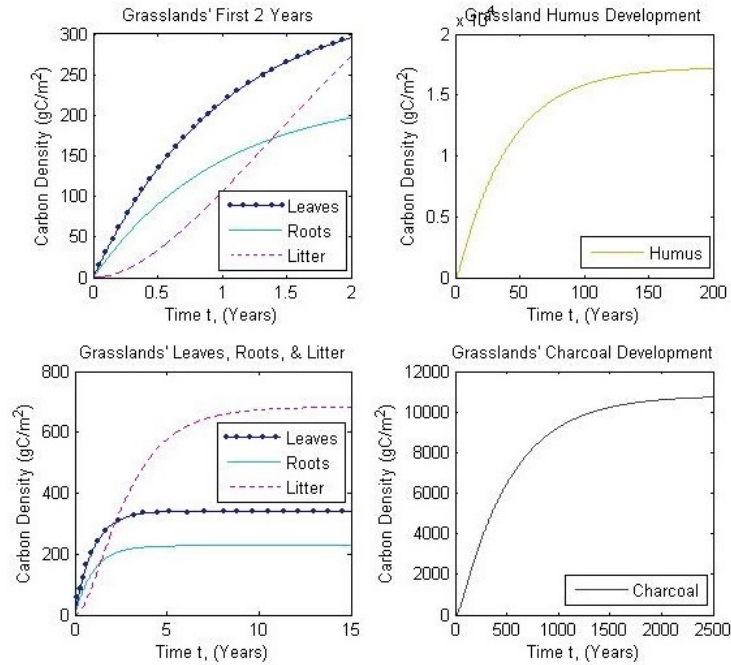 Grasslands' First 2 Years
300
250
200
150
100
50
0
Carbon Density (gC/m²)
Leaves
Roots
Litter
0 0.5 1 1.5 2
Time t, (Years)
x 10⁴
Grassland Humus Development
2
1.5
1
0.5
0
Carbon Density (gC/m²)
Humus
0 50 100 150 200
Time t, (Years)
Grasslands' Leaves, Roots, & Litter
800
600
400
200
0
Carbon Density (gC/m²)
Leaves
Roots
Litter
0 5 10 15
Time t, (Years)
Grasslands' Charcoal Development
12000
10000
8000
6000
4000
2000
0
Carbon Density (gC/m²)
Charcoal
0 500 1000 1500 2000 2500
Time t, (Years)